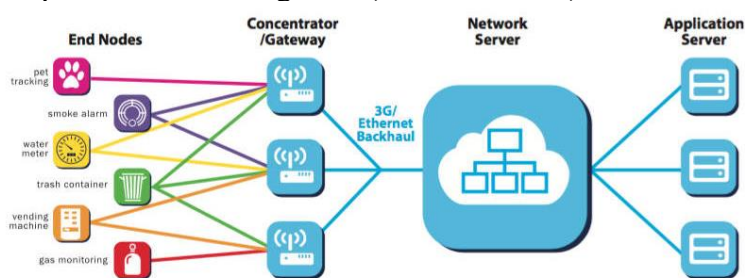 End Nodes
Concentrator
/Gateway
Network
Server
Application
Server
pet
tracking
smoke alarm
water
meter
trash container
vending
machine
gas monitoring
3G/
Ethernet
Backhaul